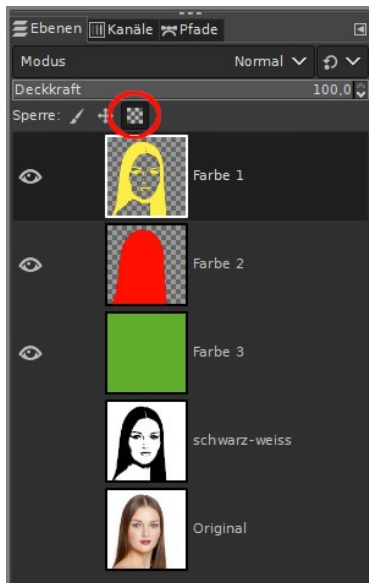 Ebenen Kanäle Pfade
Modus Normal
Deckkraft 100,0
Sperre:
Farbe 1
Farbe 2
Farbe 3
schwarz-weiss
Original